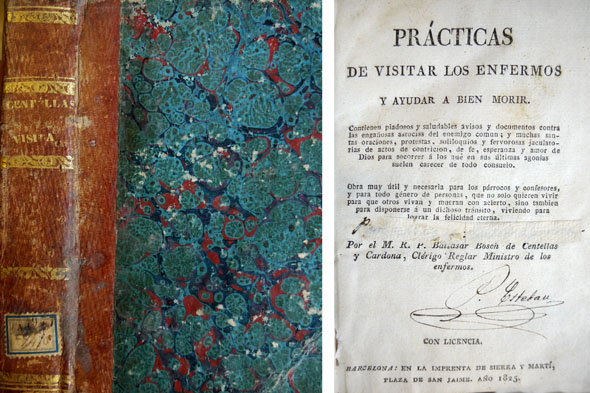 CENTELLAS
VISITA
PRÁCTICAS
DE VISITAR LOS ENFERMOS
Y AYUDAR A BIEN MORIR.
Contienen piadosos y saludables avisos y documentos contra
las engañosas astucias del enemigo comun; y muchas san-
tas oraciones, protestas, soliloquios y fervorosas jaculato-
rias de actos de contricion, de fe, esperanza y amor de
Dios para socorrer á los que en sus últimas agonías
suelen carecer de todo consuelo.
Obra muy útil y necesaria para los párrocos y confesores,
y para todo género de personas, que no solo quieren vivir
para que otros vivan y mueran con acierto, sino tambien
para disponerse á un dichoso tránsito, viviendo para
lograr la felicidad eterna.
Por el M. R. P. Baltasar Bosch de Centellas
y Cardona, Clérigo Reglar Ministro de los
enfermos.
P. Esteban
CON LICENCIA.
BARCELONA: EN LA IMPRENTA DE SIERRA Y MARTÍ,
PLAZA DE SAN JAIME. AÑO 1825.